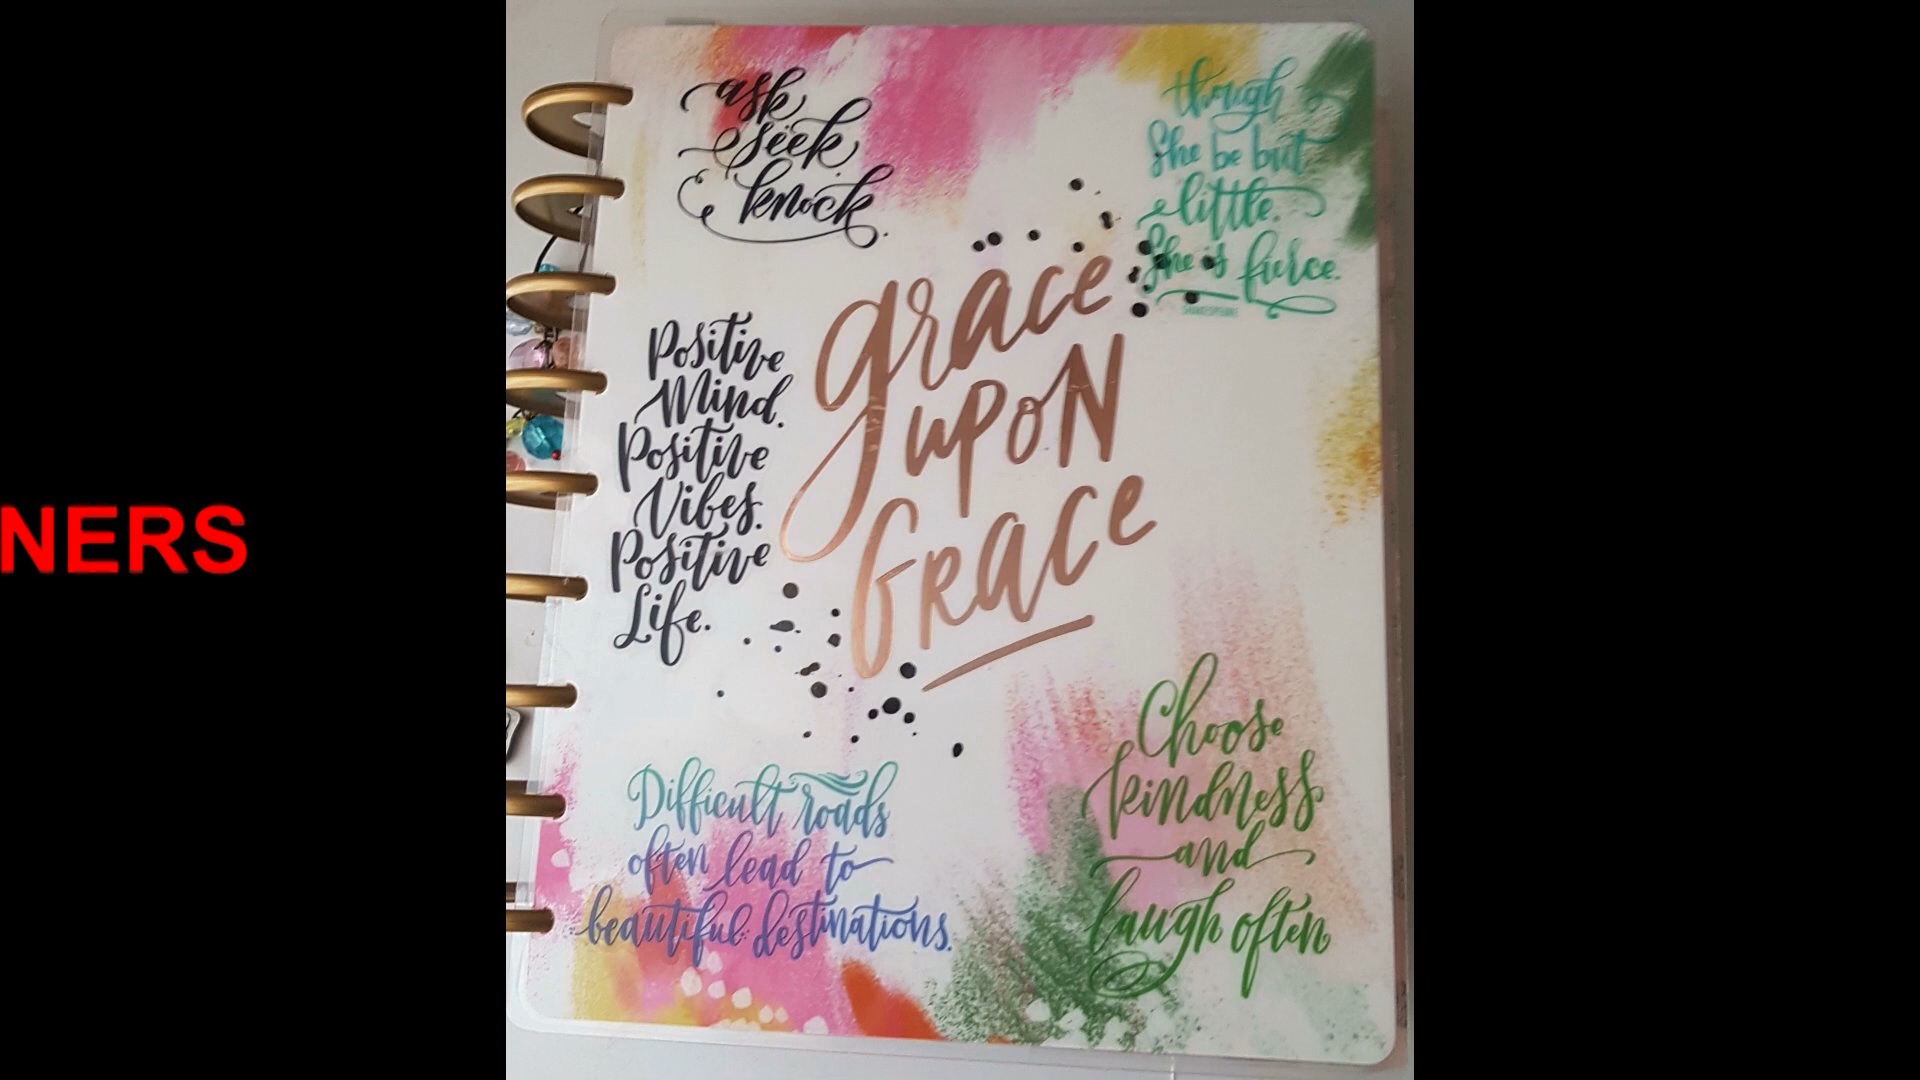 ask
seek
knock.
though
She be but
little.
She is fierce.
SHAKESPEARE
grace
upoN
GRace
Positive
Mind.
Positive
Vibes.
Positive
Life.
NERS
Difficult roads
often lead to
beautiful destinations.
Choose
kindness
and
laugh often